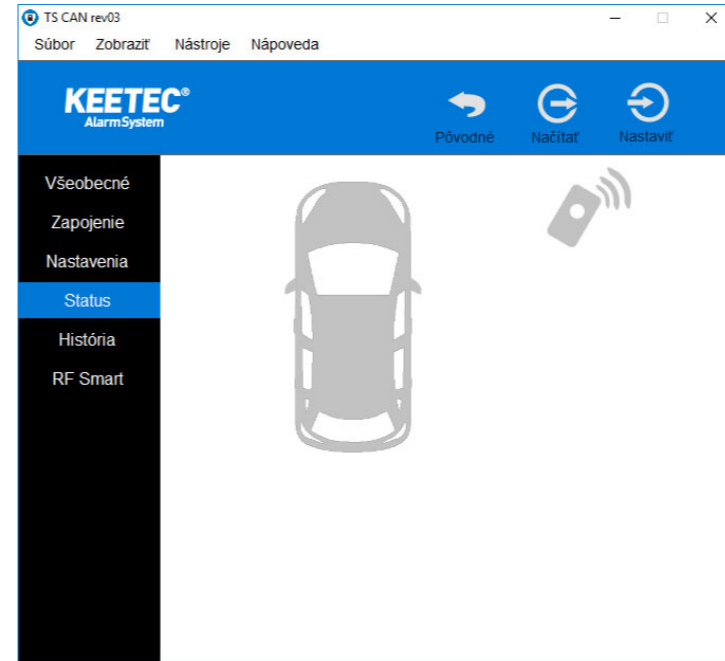 TS CAN rev03
Súbor Zobraziť Nástroje Nápoveda
KEETEC®
AlarmSystem
Pôvodné Načítať Nastaviť
Všeobecné
Zapojenie
Nastavenia
Status
História
RF Smart